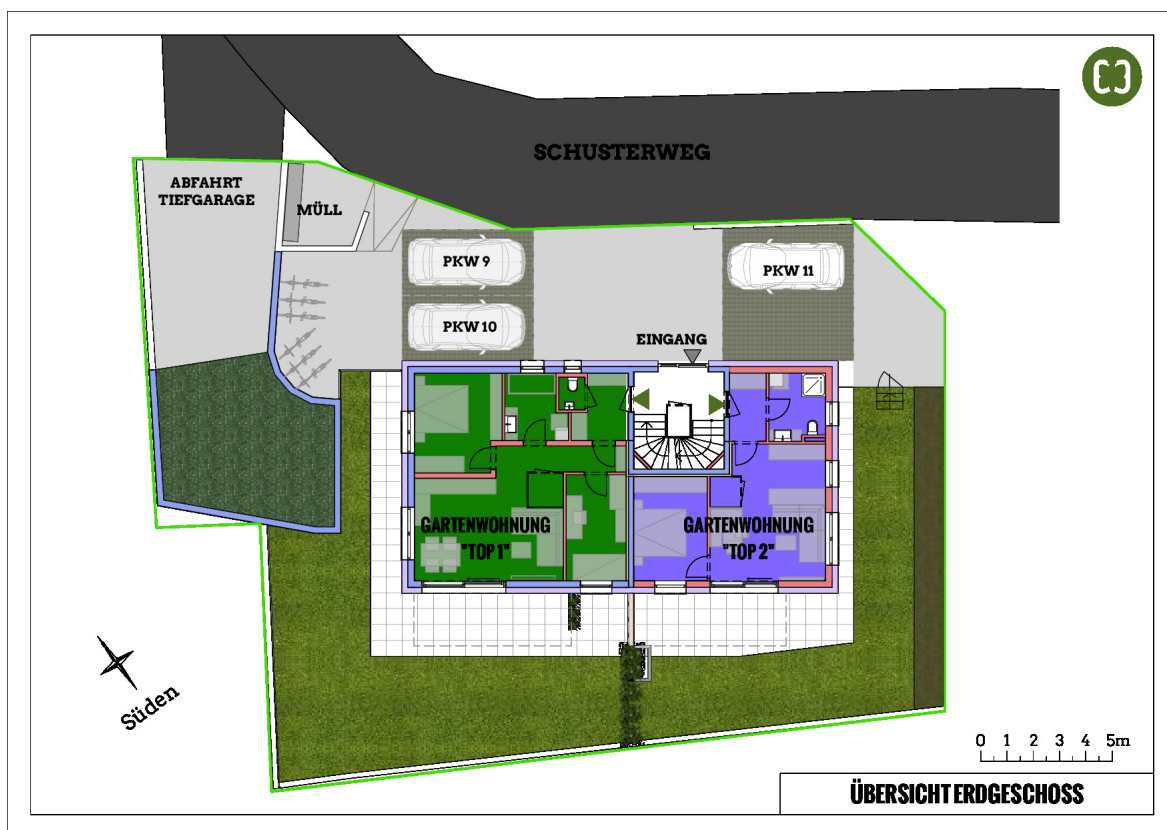 SCHUSTERWEG
ABFAHRT
TIEFGARAGE
MÜLL
PKW 9
PKW 11
PKW 10
EINGANG
GARTENWOHNUNG
"TOP 1"
GARTENWOHNUNG
"TOP 2"
Süden
0 1 2 3 4 5m
ÜBERSICHT ERDGESCHOSS